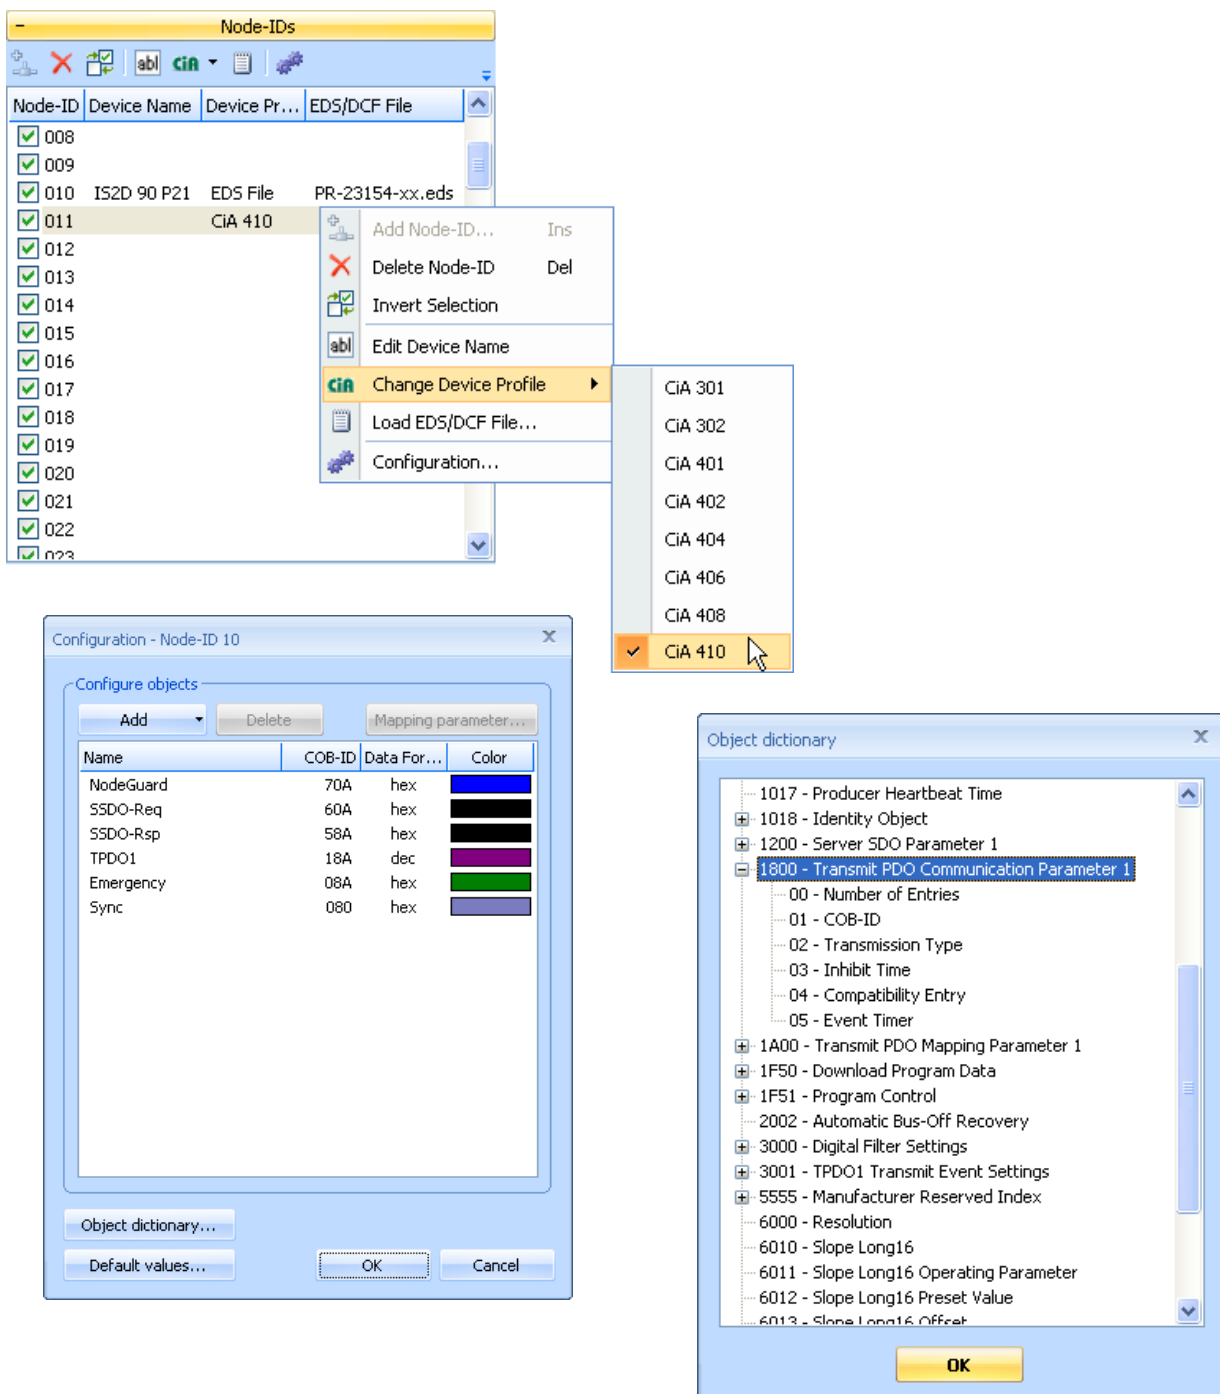 Node-IDs
abl CiA
Node-ID Device Name Device Pr... EDS/DCF File
008
009
010 IS2D 90 P21 EDS File PR-23154-xx.eds
011 CiA 410
012
013
014
015
016
017
018
019
020
021
022
023
Add Node-ID... Ins
Delete Node-ID Del
Invert Selection
abl Edit Device Name
CiA Change Device Profile
Load EDS/DCF File...
Configuration...
CiA 301
CiA 302
CiA 401
CiA 402
CiA 404
CiA 406
CiA 408
CiA 410
Configuration - Node-ID 10
Configure objects
Add Delete Mapping parameter...
Name COB-ID Data For... Color
NodeGuard 70A hex
SSDO-Req 60A hex
SSDO-Rsp 58A hex
TPDO1 18A dec
Emergency 08A hex
Sync 080 hex
Object dictionary...
Default values... OK Cancel
Object dictionary
1017 - Producer Heartbeat Time
1018 - Identity Object
1200 - Server SDO Parameter 1
1800 - Transmit PDO Communication Parameter 1
00 - Number of Entries
01 - COB-ID
02 - Transmission Type
03 - Inhibit Time
04 - Compatibility Entry
05 - Event Timer
1A00 - Transmit PDO Mapping Parameter 1
1F50 - Download Program Data
1F51 - Program Control
2002 - Automatic Bus-Off Recovery
3000 - Digital Filter Settings
3001 - TPDO1 Transmit Event Settings
5555 - Manufacturer Reserved Index
6000 - Resolution
6010 - Slope Long16
6011 - Slope Long16 Operating Parameter
6012 - Slope Long16 Preset Value
6013 - Slope Long16 Offset
OK